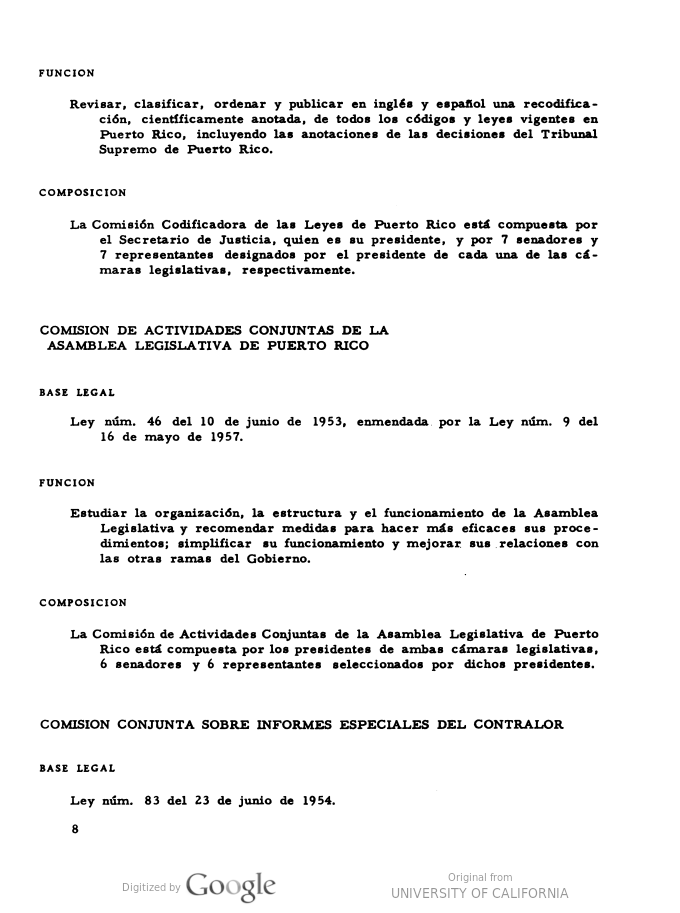 FUNCION
Revisar, clasificar, ordenar y publicar en inglés y español una recodifica-
ción, científicamente anotada, de todos los códigos y leyes vigentes en
Puerto Rico, incluyendo las anotaciones de las decisiones del Tribunal
Supremo de Puerto Rico.
COMPOSICION
La Comisión Codificadora de las Leyes de Puerto Rico está compuesta por
el Secretario de Justicia, quien es su presidente, y por 7 senadores y
7 representantes designados por el presidente de cada una de las cá-
maras legislativas, respectivamente.
COMISION DE ACTIVIDADES CONJUNTAS DE LA
ASAMBLEA LEGISLATIVA DE PUERTO RICO
BASE LEGAL
Ley núm. 46 del 10 de junio de 1953, enmendada por la Ley núm. 9 del
16 de mayo de 1957.
FUNCION
Estudiar la organización, la estructura y el funcionamiento de la Asamblea
Legislativa y recomendar medidas para hacer más eficaces sus proce-
dimientos; simplificar su funcionamiento y mejorar sus relaciones con
las otras ramas del Gobierno.
COMPOSICION
La Comisión de Actividades Conjuntas de la Asamblea Legislativa de Puerto
Rico está compuesta por los presidentes de ambas cámaras legislativas,
6 senadores y 6 representantes seleccionados por dichos presidentes.
COMISION CONJUNTA SOBRE INFORMES ESPECIALES DEL CONTRALOR
BASE LEGAL
Ley núm. 83 del 23 de junio de 1954.
8
Digitized by Google
Original from
UNIVERSITY OF CALIFORNIA